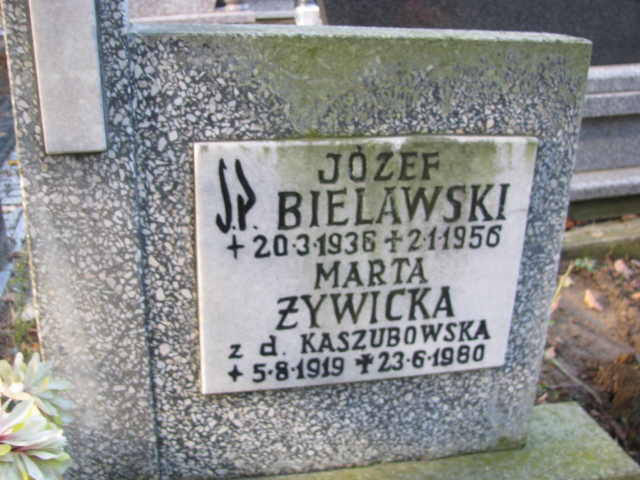 Ś.P. JÓZEF
BIELAWSKI
+20·3·1936 ✝2·1·1956
MARTA
ŻYWICKA
z d. KASZUBOWSKA
+5·8·1919 ✝23·6·1980